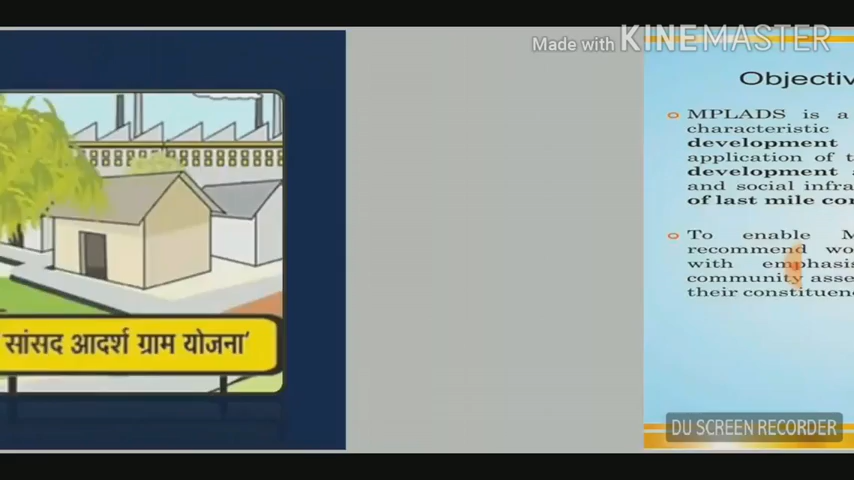 Made with KINEMASTER
सांसद आदर्श ग्राम योजना'
Objectiv
MPLADS is a
characteristic
development
application of t
development a
and social infra
of last mile con
To enable M
recommend wo
with emphasis
community asse
their constituen
DU SCREEN RECORDER